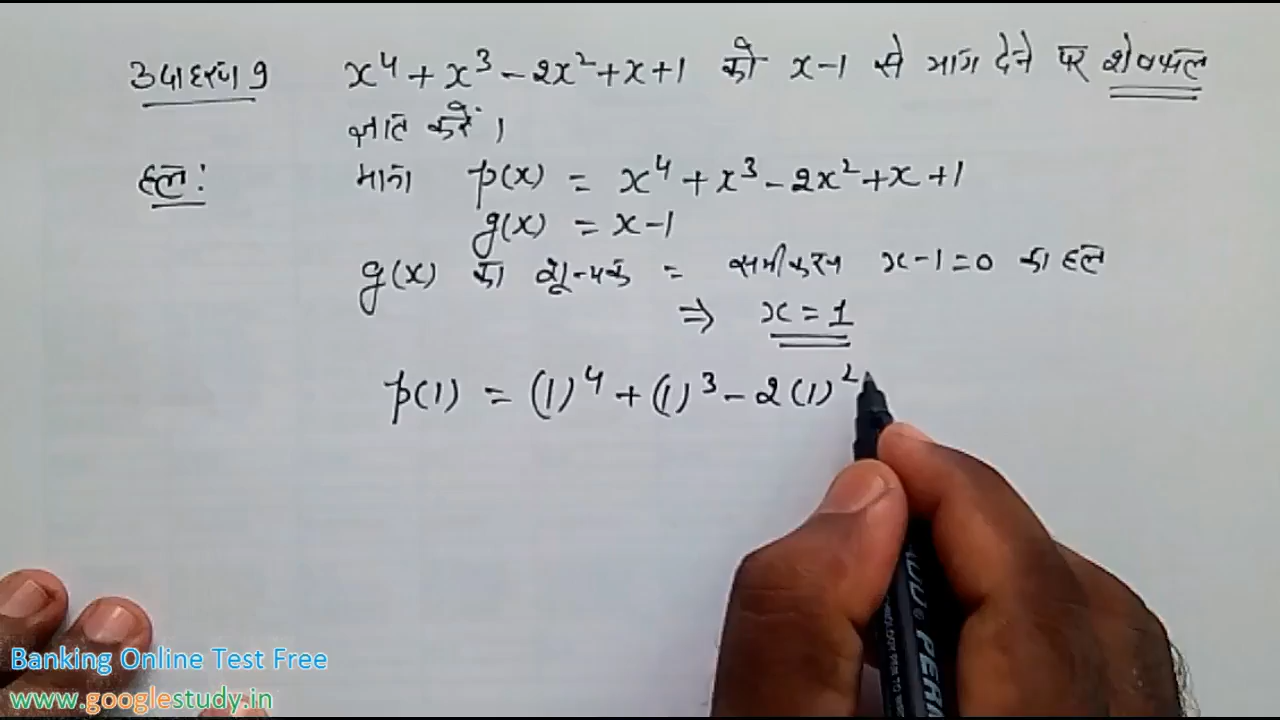 उदाहरण 9 x⁴ + x³ - 2x² + x + 1 को x-1 से भाग देने पर शेषफल
ज्ञात करें।
हल: माना p(x) = x⁴ + x³ - 2x² + x + 1
g(x) = x-1
g(x) का शून्यक = समीकरण x-1=0 का हल
⇒ x = 1
p(1) = (1)⁴ + (1)³ - 2(1)²
Banking Online Test Free
www.googlestudy.in